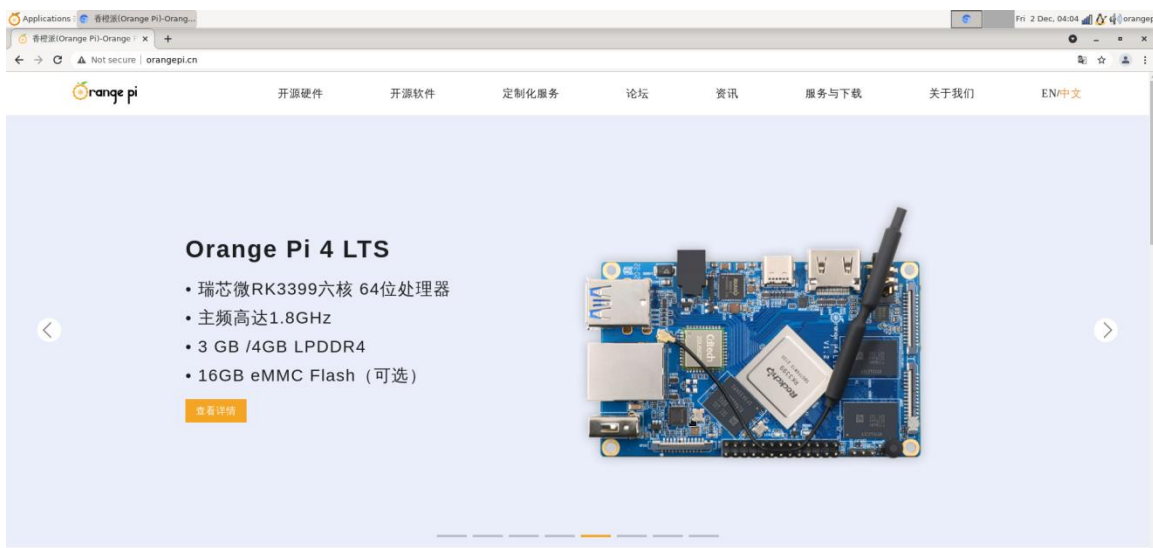 Applications
香橙派(Orange Pi)-Orang...
Fri 2 Dec, 04:04
orangep
香橙派(Orange Pi)-Orange
Not secure | orangepi.cn
Orange pi
开源硬件
开源软件
定制化服务
论坛
资讯
服务与下载
关于我们
EN/中文
Orange Pi 4 LTS
• 瑞芯微RK3399六核 64位处理器
• 主频高达1.8GHz
• 3 GB /4GB LPDDR4
• 16GB eMMC Flash（可选）
查看详情
Rockchip
RK3399